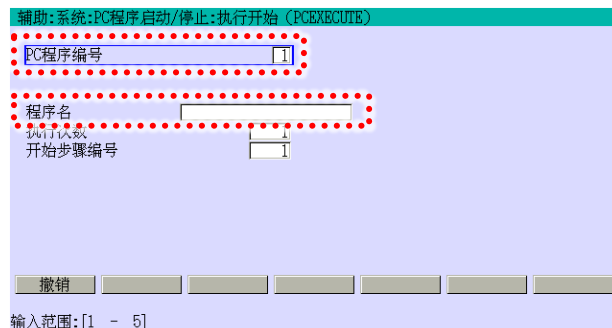 辅助:系统:PC程序启动/停止:执行开始（PCEXECUTE）
PC程序编号 1
程序名
执行次数 1
开始步骤编号 1
撤销
输入范围:[1 - 5]